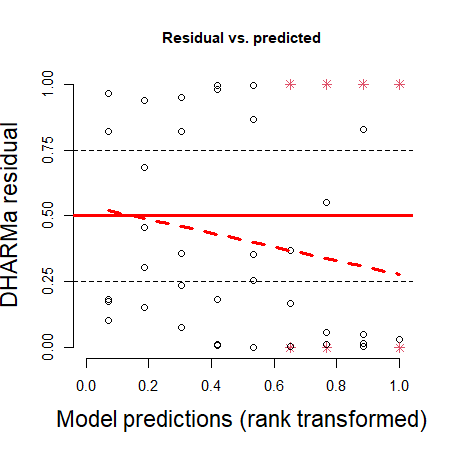 Residual vs. predicted
DHARMa residual
1.00
0.75
0.50
0.25
0.00
0.0 0.2 0.4 0.6 0.8 1.0
Model predictions (rank transformed)